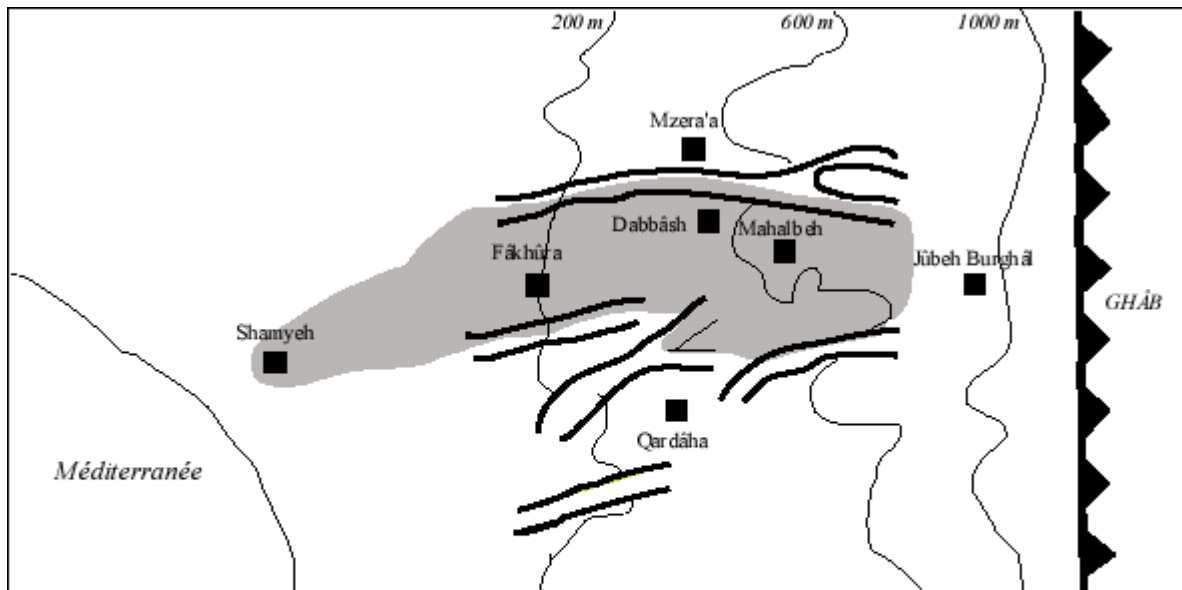 200 m
600 m
1000 m
Mzera'a
Dabbâsh
Mahalbeh
Fâkhûra
Jûbeh Burghâl
GHÂB
Shamyeh
Qardâha
Méditerranée